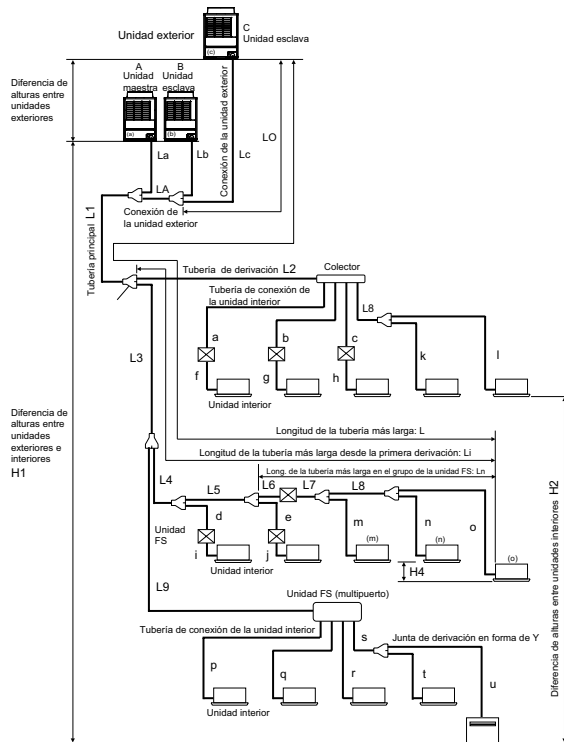 Unidad exterior
C
Unidad esclava
(c)
Diferencia de
alturas entre
unidades
exteriores
A
Unidad
maestra
B
Unidad
esclava
(a)
(b)
Conexión de la unidad exterior
LO
La
Lb
Lc
LA
Conexión de
la unidad exterior
Tubería principal L1
Tubería de derivación L2
Colector
Tubería de conexión de
la unidad interior
L8
a
b
c
k
l
f
g
h
Unidad interior
L3
Diferencia de
alturas entre
unidades
exteriores e
interiores
H1
Longitud de la tubería más larga: L
Longitud de la tubería más larga desde la primera derivación: Li
Long. de la tubería más larga en el grupo de la unidad FS: Ln
L4
L5
L6
L7
L8
d
e
m
n
o
Unidad
FS
i
j
(m)
(n)
(o)
Unidad interior
H4
Diferencia de alturas entre unidades interiores H2
L9
Unidad FS (multipuerto)
Tubería de conexión de la unidad interior
s
Junta de derivación en forma de Y
p
q
r
t
u
Unidad interior